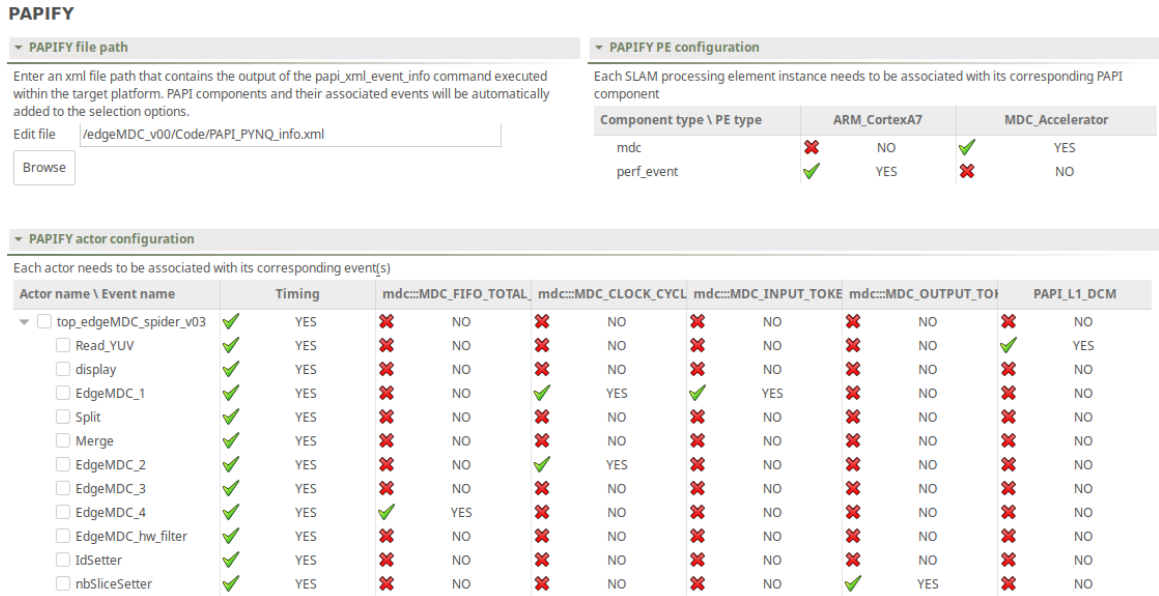 PAPIFY
PAPIFY file path
Enter an xml file path that contains the output of the papi_xml_event_info command executed
within the target platform. PAPI components and their associated events will be automatically
added to the selection options.
Edit file /edgeMDC_v00/Code/PAPI_PYNQ_info.xml
Browse
PAPIFY PE configuration
Each SLAM processing element instance needs to be associated with its corresponding PAPI
component
Component type \ PE type ARM_CortexA7 MDC_Accelerator
mdc NO YES
perf_event YES NO
PAPIFY actor configuration
Each actor needs to be associated with its corresponding event(s)
Actor name \ Event name Timing mdc:::MDC_FIFO_TOTAL_ mdc:::MDC_CLOCK_CYCL mdc:::MDC_INPUT_TOKE mdc:::MDC_OUTPUT_TOK PAPI_L1_DCM
top_edgeMDC_spider_v03 YES NO NO NO NO NO
Read_YUV YES NO NO NO NO YES
display YES NO NO NO NO NO
EdgeMDC_1 YES NO YES YES NO NO
Split YES NO NO NO NO NO
Merge YES NO NO NO NO NO
EdgeMDC_2 YES NO YES NO NO NO
EdgeMDC_3 YES NO NO NO NO NO
EdgeMDC_4 YES YES NO NO NO NO
EdgeMDC_hw_filter YES NO NO NO NO NO
IdSetter YES NO NO NO NO NO
nbSliceSetter YES NO NO NO YES NO